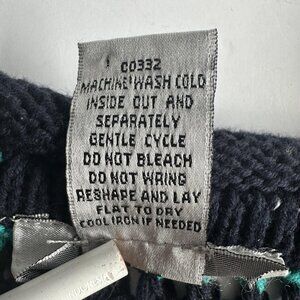 00332
MACHINE WASH COLD
INSIDE OUT AND
SEPARATELY
GENTLE CYCLE
DO NOT BLEACH
DO NOT WRING
RESHAPE AND LAY
FLAT TO DRY
COOL IRON IF NEEDED